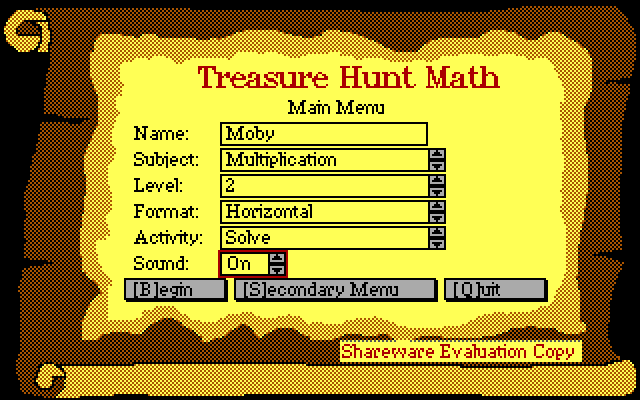 Treasure Hunt Math
Main Menu
Name: Moby
Subject: Multiplication
Level: 2
Format: Horizontal
Activity: Solve
Sound: On
[B]egin [S]econdary Menu [Q]uit
Shareware Evaluation Copy